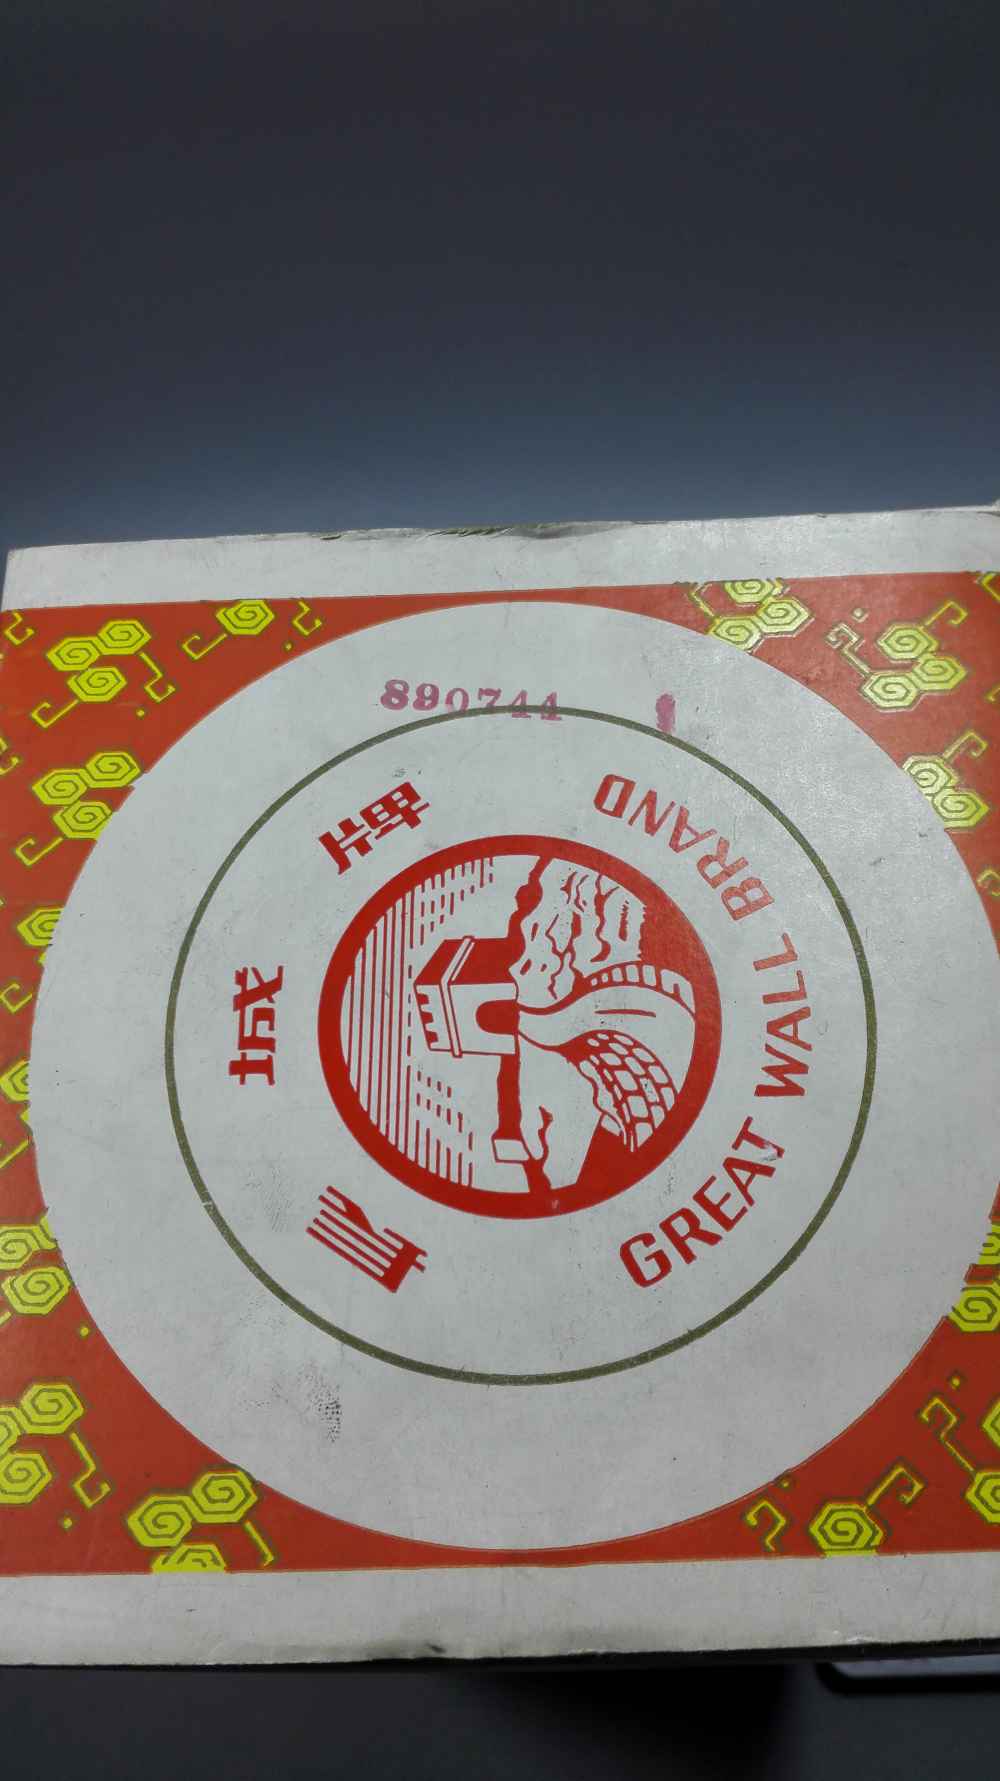 890744
長城牌
GREAT WALL BRAND